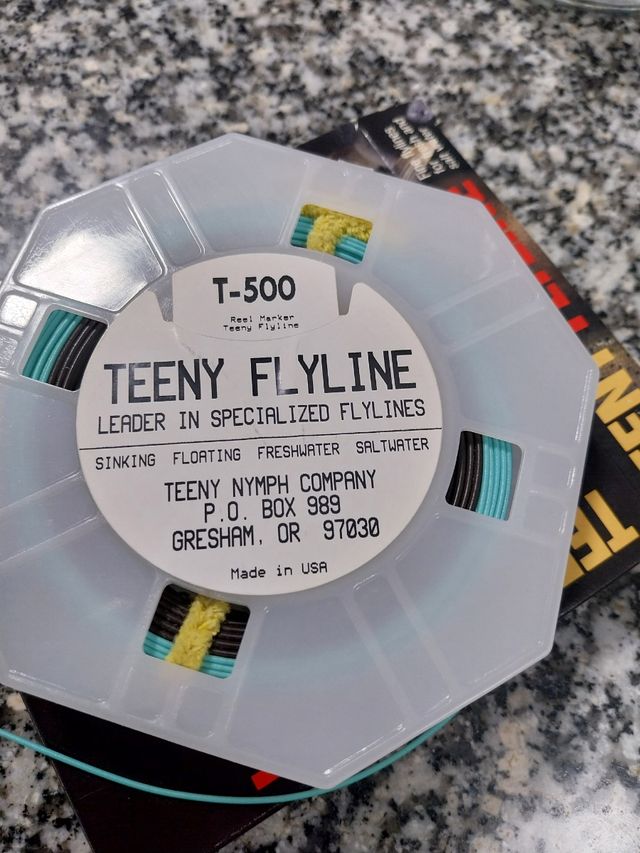 T-500
Reel Marker
Teeny Flyline
TEENY FLYLINE
LEADER IN SPECIALIZED FLYLINES
SINKING FLOATING FRESHWATER SALTWATER
TEENY NYMPH COMPANY
P.O. BOX 989
GRESHAM, OR 97030
Made in USA